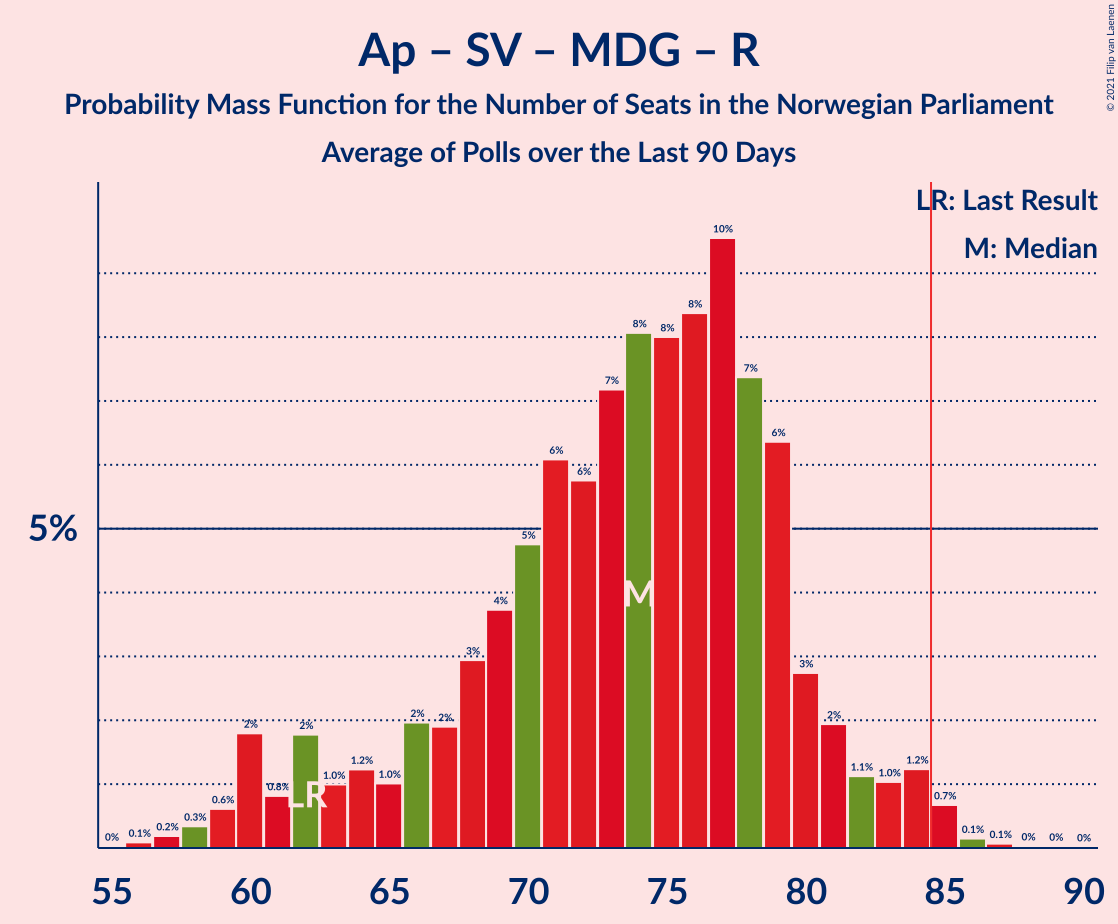 Ap – SV – MDG – R
Probability Mass Function for the Number of Seats in the Norwegian Parliament
Average of Polls over the Last 90 Days
© 2021 Filip van Laenen
LR: Last Result
M: Median
5%
0% 0.1% 0.2% 0.3% 0.6% 2% 0.8% 2% 1.0% 1.2% 1.0% 2% 2% 3% 4% 5% 6% 6% 7% 8% 8% 8% 10% 7% 6% 3% 2% 1.1% 1.0% 1.2% 0.7% 0.1% 0.1% 0% 0% 0%
M
LR
55 60 65 70 75 80 85 90